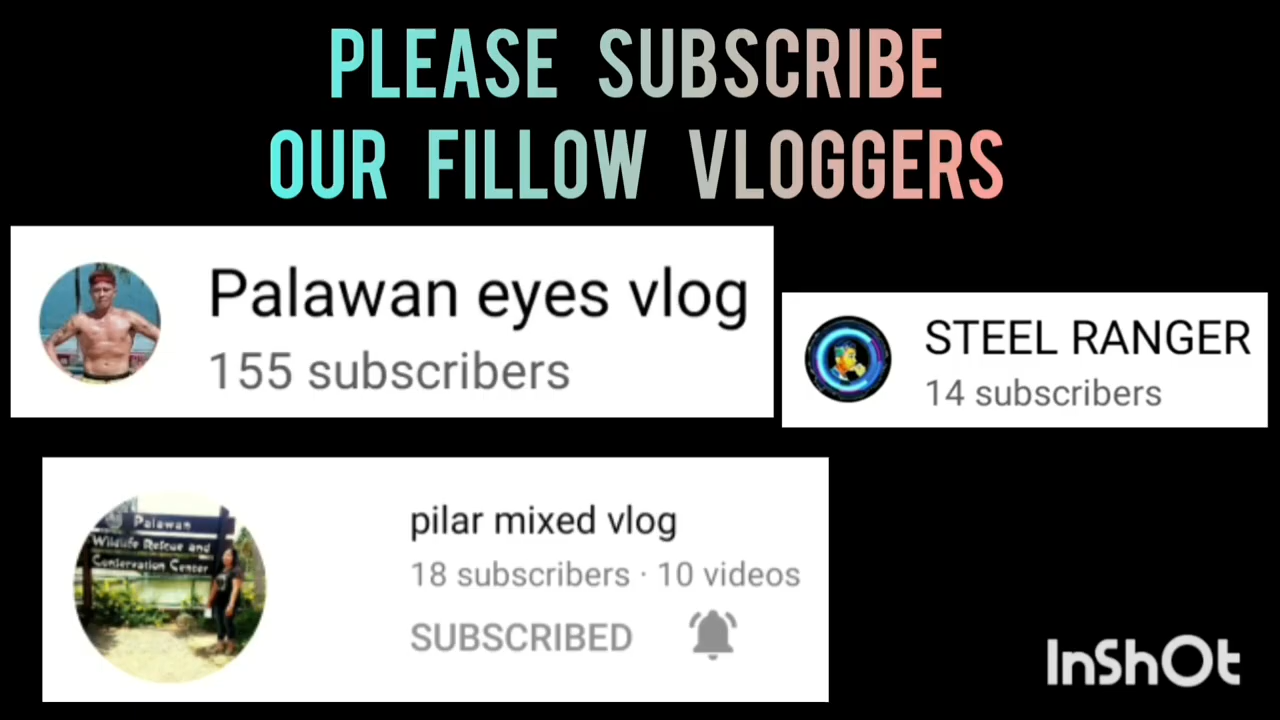 PLEASE SUBSCRIBE
OUR FILLOW VLOGGERS
Palawan eyes vlog
155 subscribers
STEEL RANGER
14 subscribers
Palawan
Wildlife Rescue and
Conservation Center
pilar mixed vlog
18 subscribers · 10 videos
SUBSCRIBED
InShOt